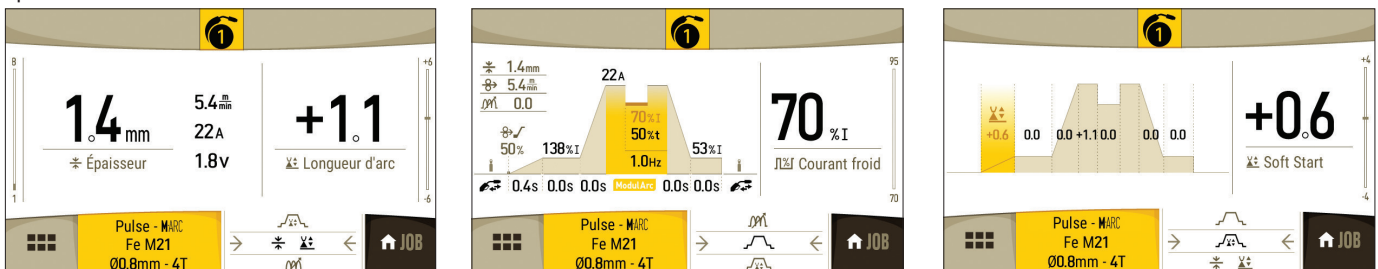 1
8
+6
1.4 mm
Épaisseur
5.4 m/min
22A
1.8V
+1.1
Longueur d'arc
1
-6
Pulse - MARC
Fe M21
Ø0.8mm - 4T
JOB
1
1.4mm
5.4 m/min
0.0
22A
95
70%I
50%t
1.0Hz
50%
138%I
53%I
0.4s 0.0s 0.0s ModulArc 0.0s 0.0s
70 %I
Courant froid
70
Pulse - MARC
Fe M21
Ø0.8mm - 4T
JOB
1
+4
+0.6 0.0 0.0 +1.1 0.0 0.0 0.0
+0.6
Soft Start
-4
Pulse - MARC
Fe M21
Ø0.8mm - 4T
JOB